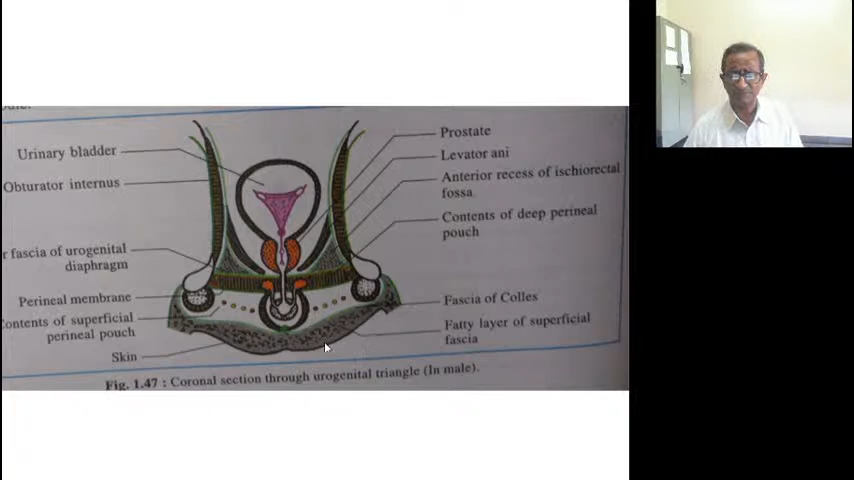 Urinary bladder
Obturator internus
r fascia of urogenital
diaphragm
Perineal membrane
ontents of superficial
perineal pouch
Skin
Prostate
Levator ani
Anterior recess of ischiorectal
fossa
Contents of deep perineal
pouch
Fascia of Colles
Fatty layer of superficial
fascia
Fig. 1.47 : Coronal section through urogenital triangle (In male).